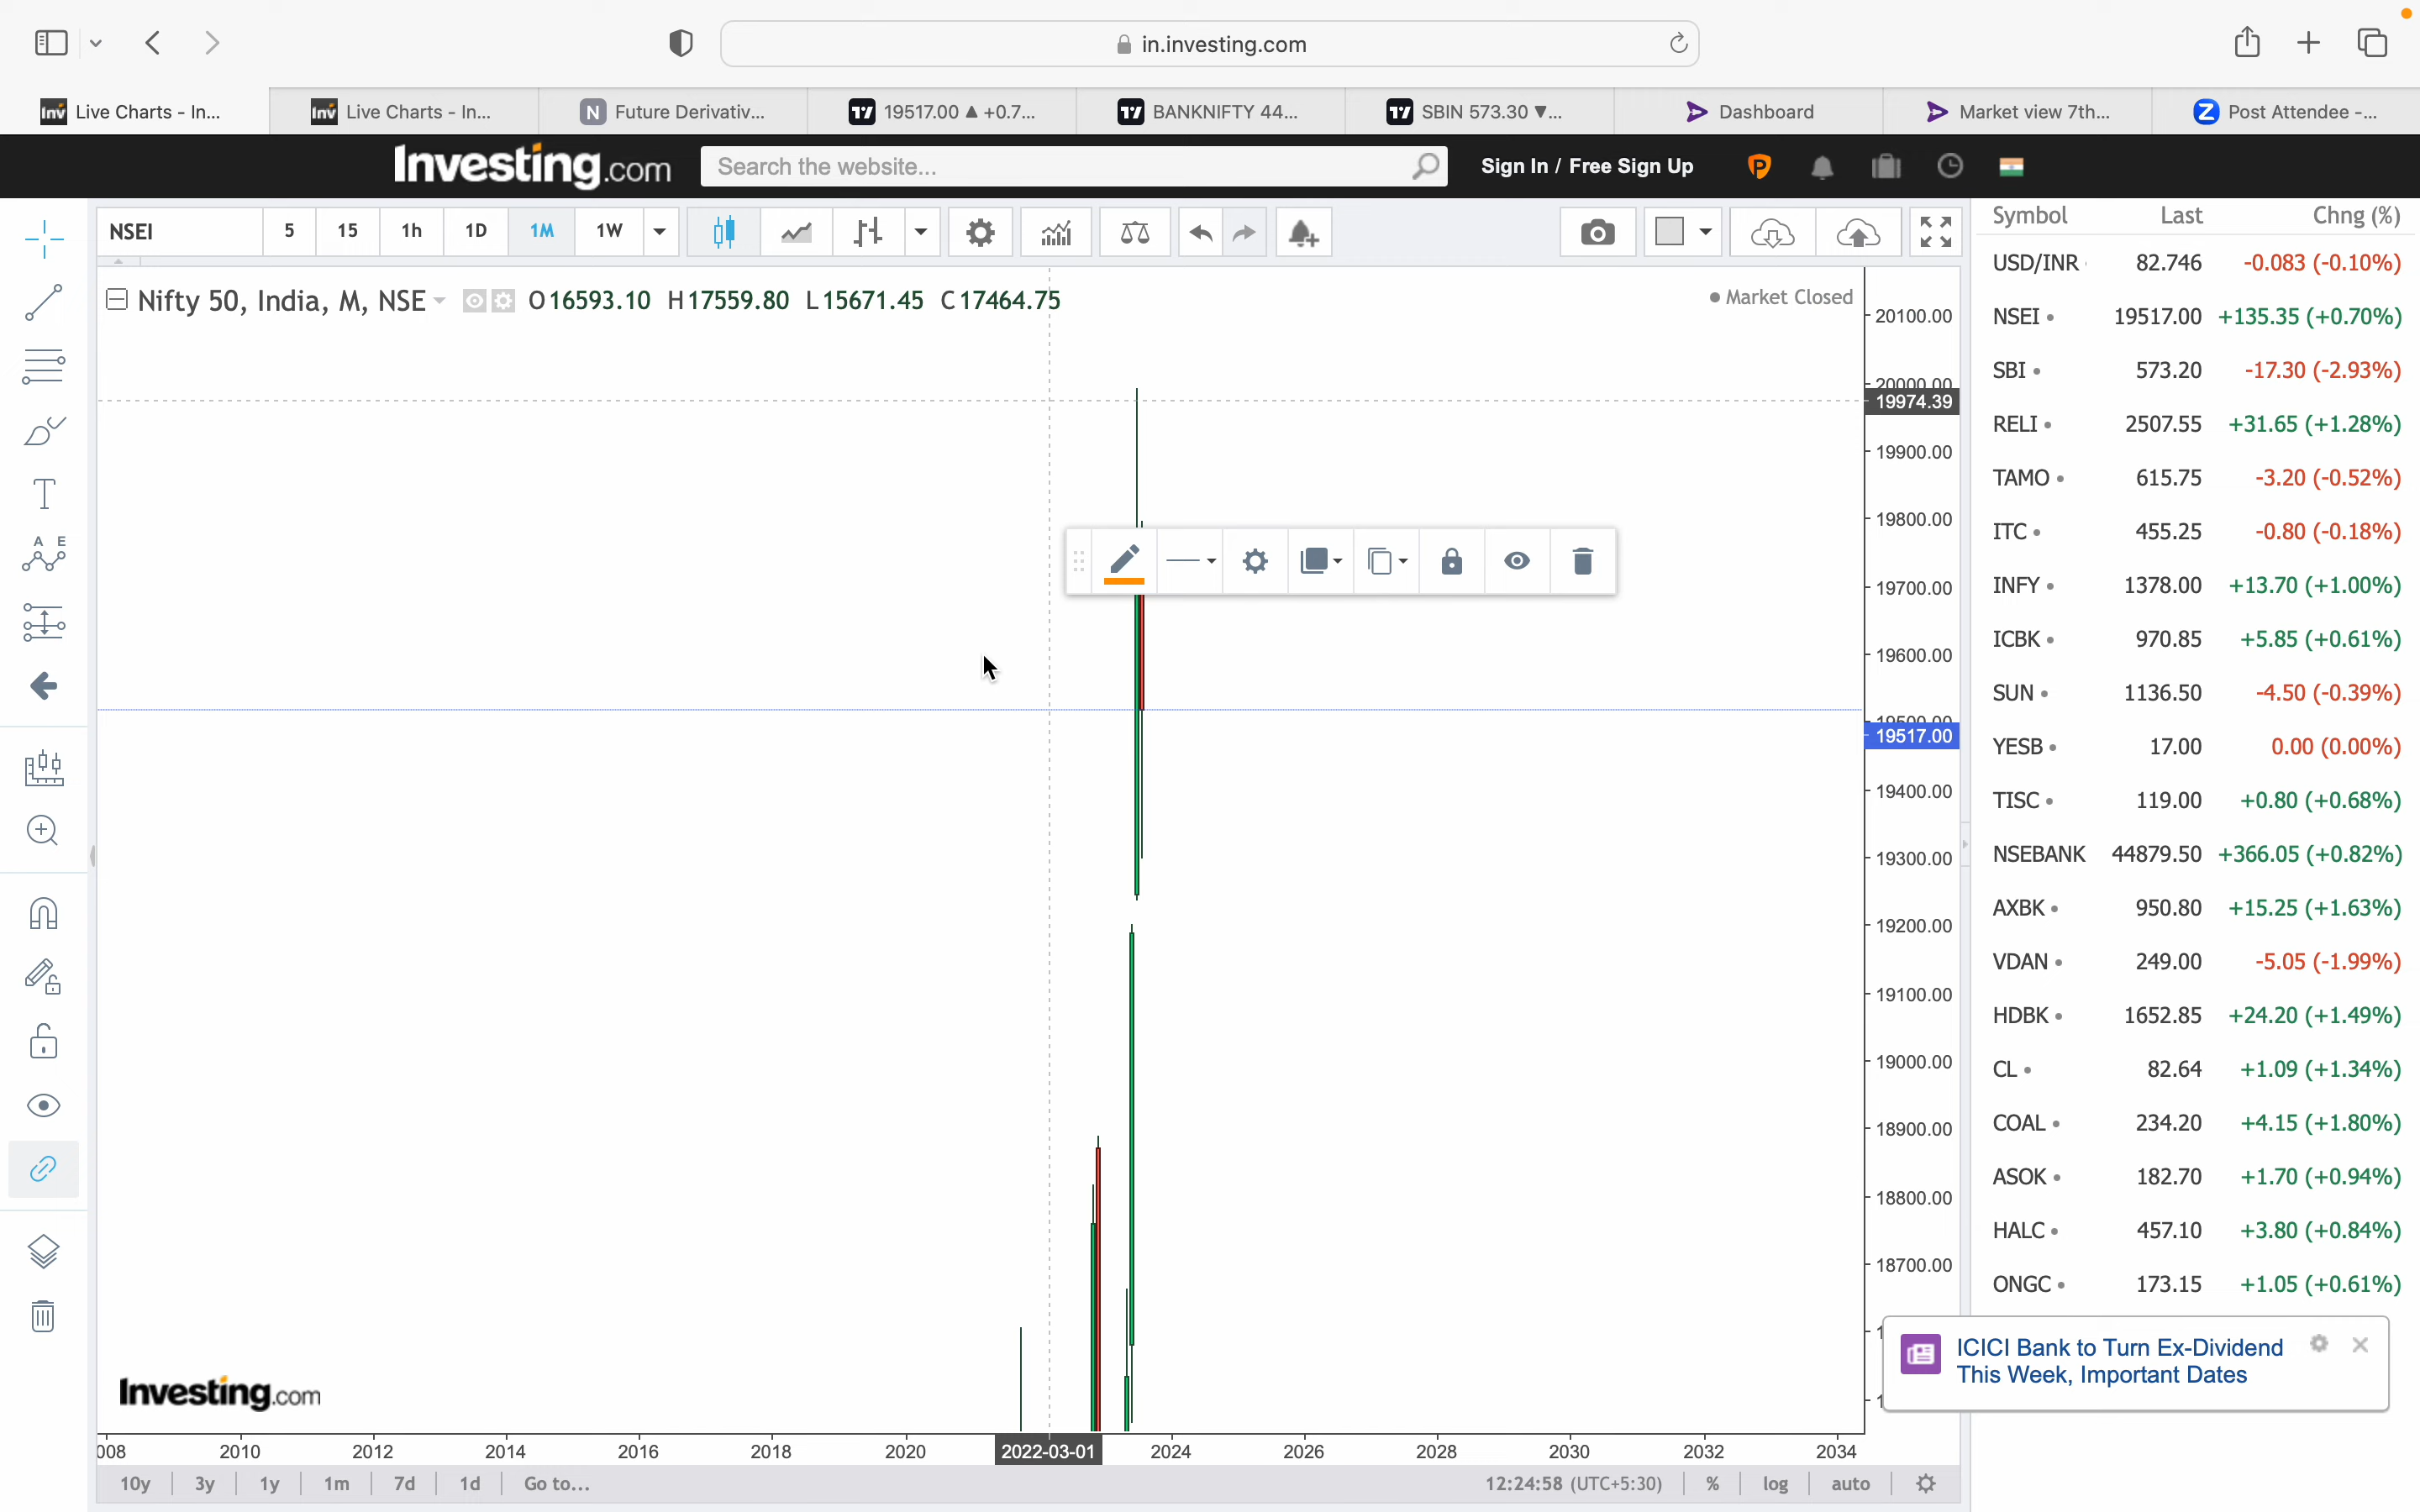 in.investing.com
Live Charts - In...
Live Charts - In...
Future Derivativ...
19517.00 ▲ +0.7...
BANKNIFTY 44...
SBIN 573.30 ▼...
Dashboard
Market view 7th...
Post Attendee -...
Investing.com
Search the website...
Sign In / Free Sign Up
NSEI
5
15
1h
1D
1M
1W
Nifty 50, India, M, NSE
O16593.10 H17559.80 L15671.45 C17464.75
Market Closed
20100.00
20000.00
19974.39
19900.00
19800.00
19700.00
19600.00
19500.00
19517.00
19400.00
19300.00
19200.00
19100.00
19000.00
18900.00
18800.00
18700.00
Symbol Last Chng (%)
USD/INR 82.746 -0.083 (-0.10%)
NSEI 19517.00 +135.35 (+0.70%)
SBI 573.20 -17.30 (-2.93%)
RELI 2507.55 +31.65 (+1.28%)
TAMO 615.75 -3.20 (-0.52%)
ITC 455.25 -0.80 (-0.18%)
INFY 1378.00 +13.70 (+1.00%)
ICBK 970.85 +5.85 (+0.61%)
SUN 1136.50 -4.50 (-0.39%)
YESB 17.00 0.00 (0.00%)
TISC 119.00 +0.80 (+0.68%)
NSEBANK 44879.50 +366.05 (+0.82%)
AXBK 950.80 +15.25 (+1.63%)
VDAN 249.00 -5.05 (-1.99%)
HDBK 1652.85 +24.20 (+1.49%)
CL 82.64 +1.09 (+1.34%)
COAL 234.20 +4.15 (+1.80%)
ASOK 182.70 +1.70 (+0.94%)
HALC 457.10 +3.80 (+0.84%)
ONGC 173.15 +1.05 (+0.61%)
ICICI Bank to Turn Ex-Dividend
This Week, Important Dates
Investing.com
008 2010 2012 2014 2016 2018 2020 2022-03-01 2024 2026 2028 2030 2032 2034
10y 3y 1y 1m 7d 1d Go to...
12:24:58 (UTC+5:30) % log auto